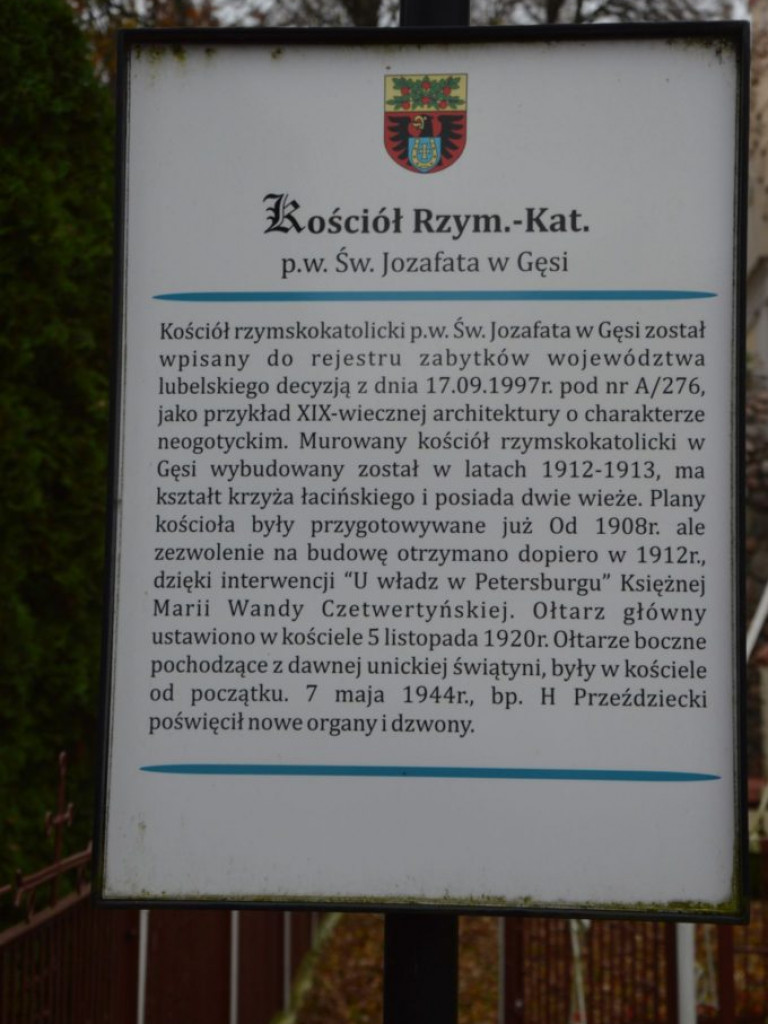 Kościół Rzym.-Kat.
p.w. Św. Jozafata w Gęsi
Kościół rzymskokatolicki p.w. Św. Jozafata w Gęsi został
wpisany do rejestru zabytków województwa
lubelskiego decyzją z dnia 17.09.1997r. pod nr A/276,
jako przykład XIX-wiecznej architektury o charakterze
neogotyckim. Murowany kościół rzymskokatolicki w
Gęsi wybudowany został w latach 1912-1913, ma
kształt krzyża łacińskiego i posiada dwie wieże. Plany
kościoła były przygotowywane już Od 1908r. ale
zezwolenie na budowę otrzymano dopiero w 1912r.,
dzięki interwencji “U władz w Petersburgu” Księżnej
Marii Wandy Czetwertyńskiej. Ołtarz główny
ustawiono w kościele 5 listopada 1920r. Ołtarze boczne
pochodzące z dawnej unickiej świątyni, były w kościele
od początku. 7 maja 1944r., bp. H Przeździecki
poświęcił nowe organy i dzwony.